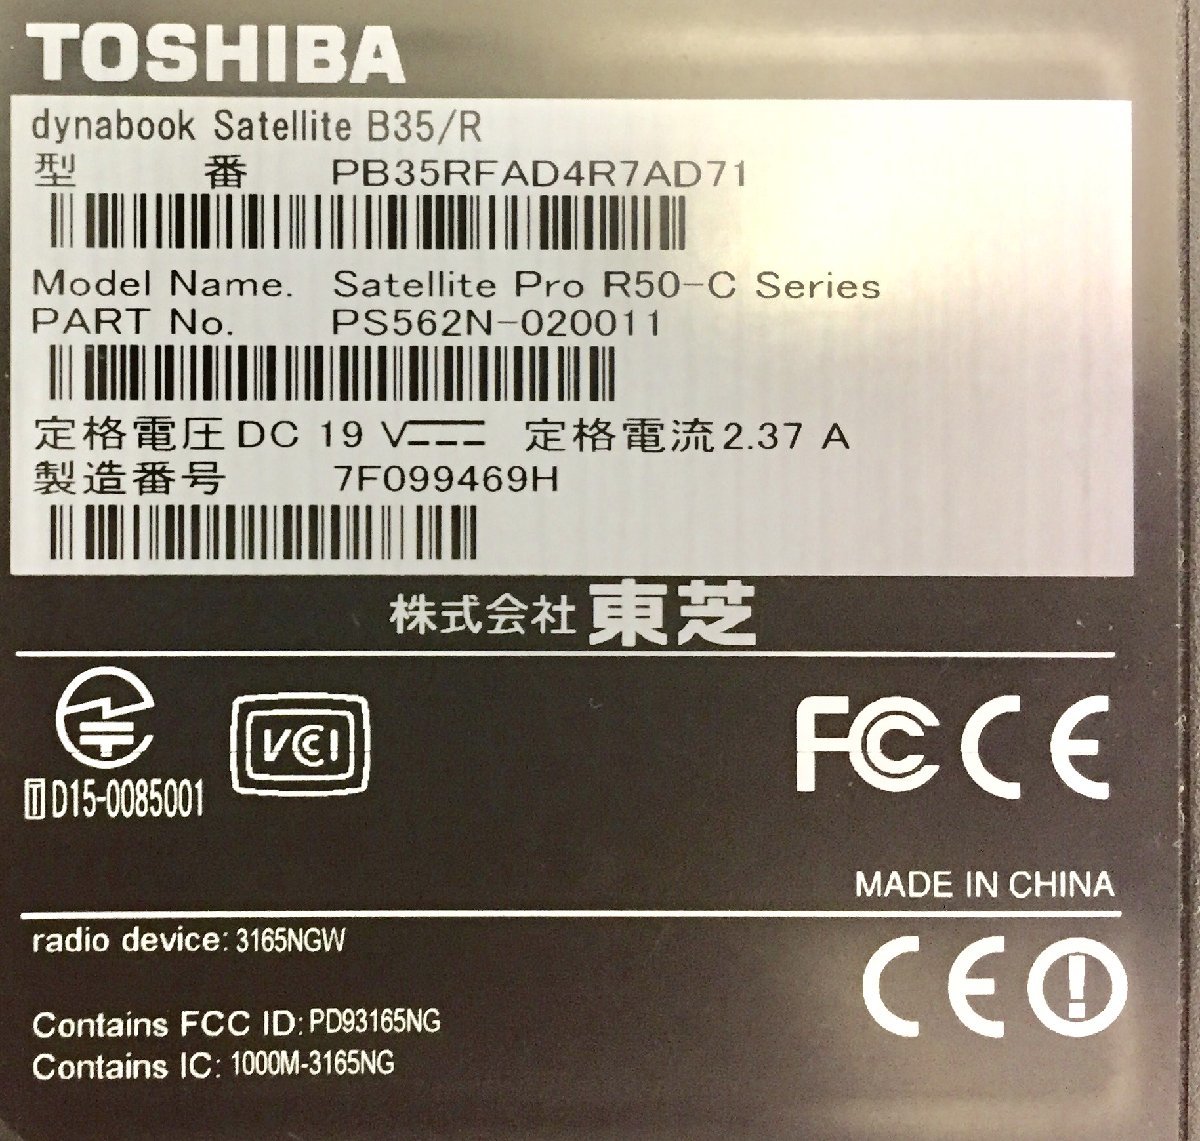 TOSHIBA
dynabook Satellite B35/R
型 番 PB35RFAD4R7AD71
Model Name. Satellite Pro R50-C Series
PART No. PS562N-020011
定格電圧 DC 19 V 定格電流 2.37 A
製造番号 7F099469H
株式会社 東芝
T D15-0085001
VCCI
FC CE
MADE IN CHINA
radio device: 3165NGW
CE
Contains FCC ID: PD93165NG
Contains IC: 1000M-3165NG